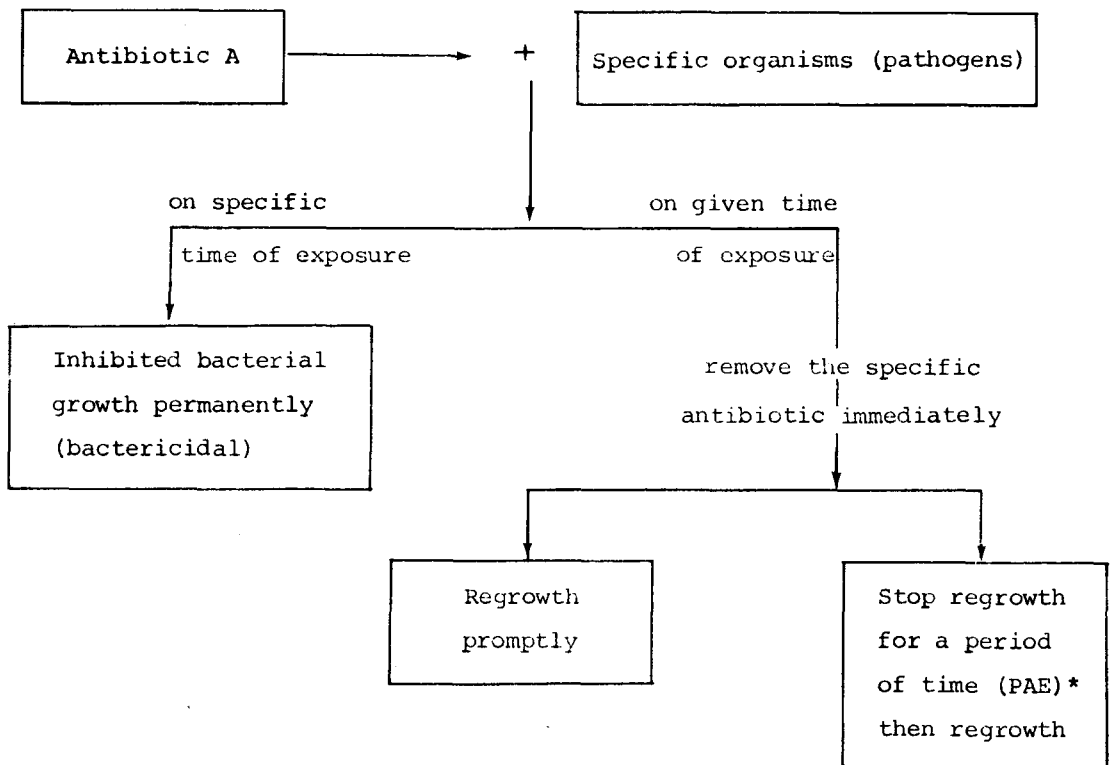 Antibiotic A
+
Specific organisms (pathogens)
on specific
time of exposure
on given time
of exposure
Inhibited bacterial
growth permanently
(bactericidal)
remove the specific
antibiotic immediately
Regrowth
promptly
Stop regrowth
for a period
of time (PAE)*
then regrowth